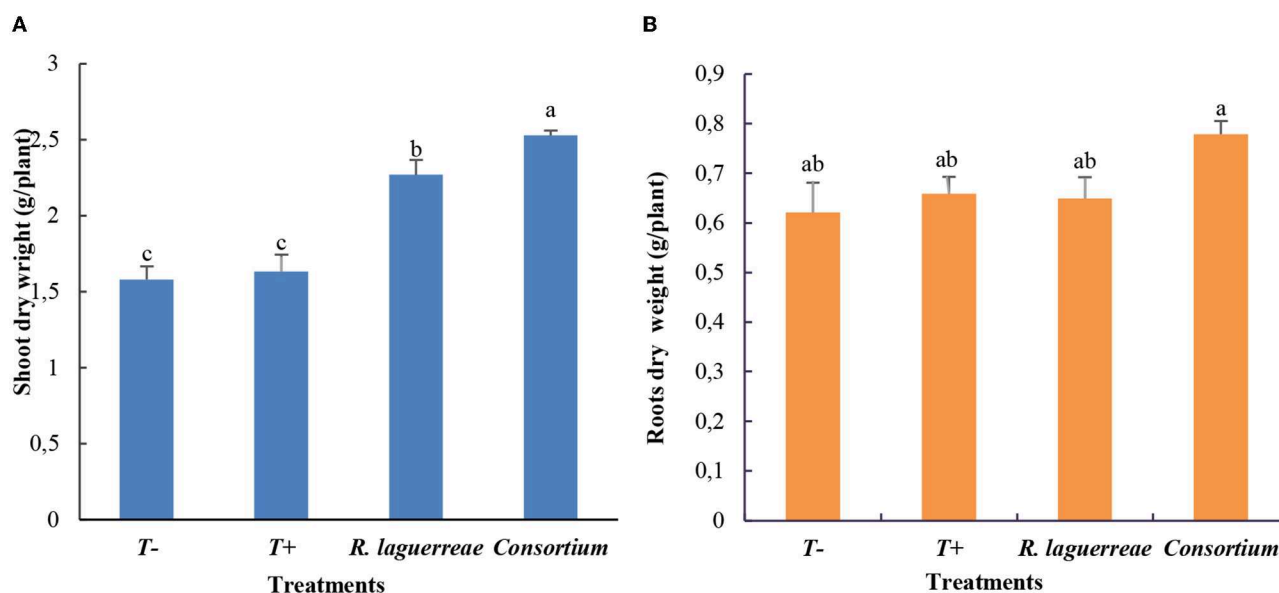 A
3
2,5
2
1,5
1
0,5
0
Shoot dry wright (g/plant)
c
c
b
a
T- T+ R. laguerreae Consortium
Treatments
B
0,9
0,8
0,7
0,6
0,5
0,4
0,3
0,2
0,1
0
Roots dry weight (g/plant)
ab
ab
ab
a
T- T+ R. laguerreae Consortium
Treatments